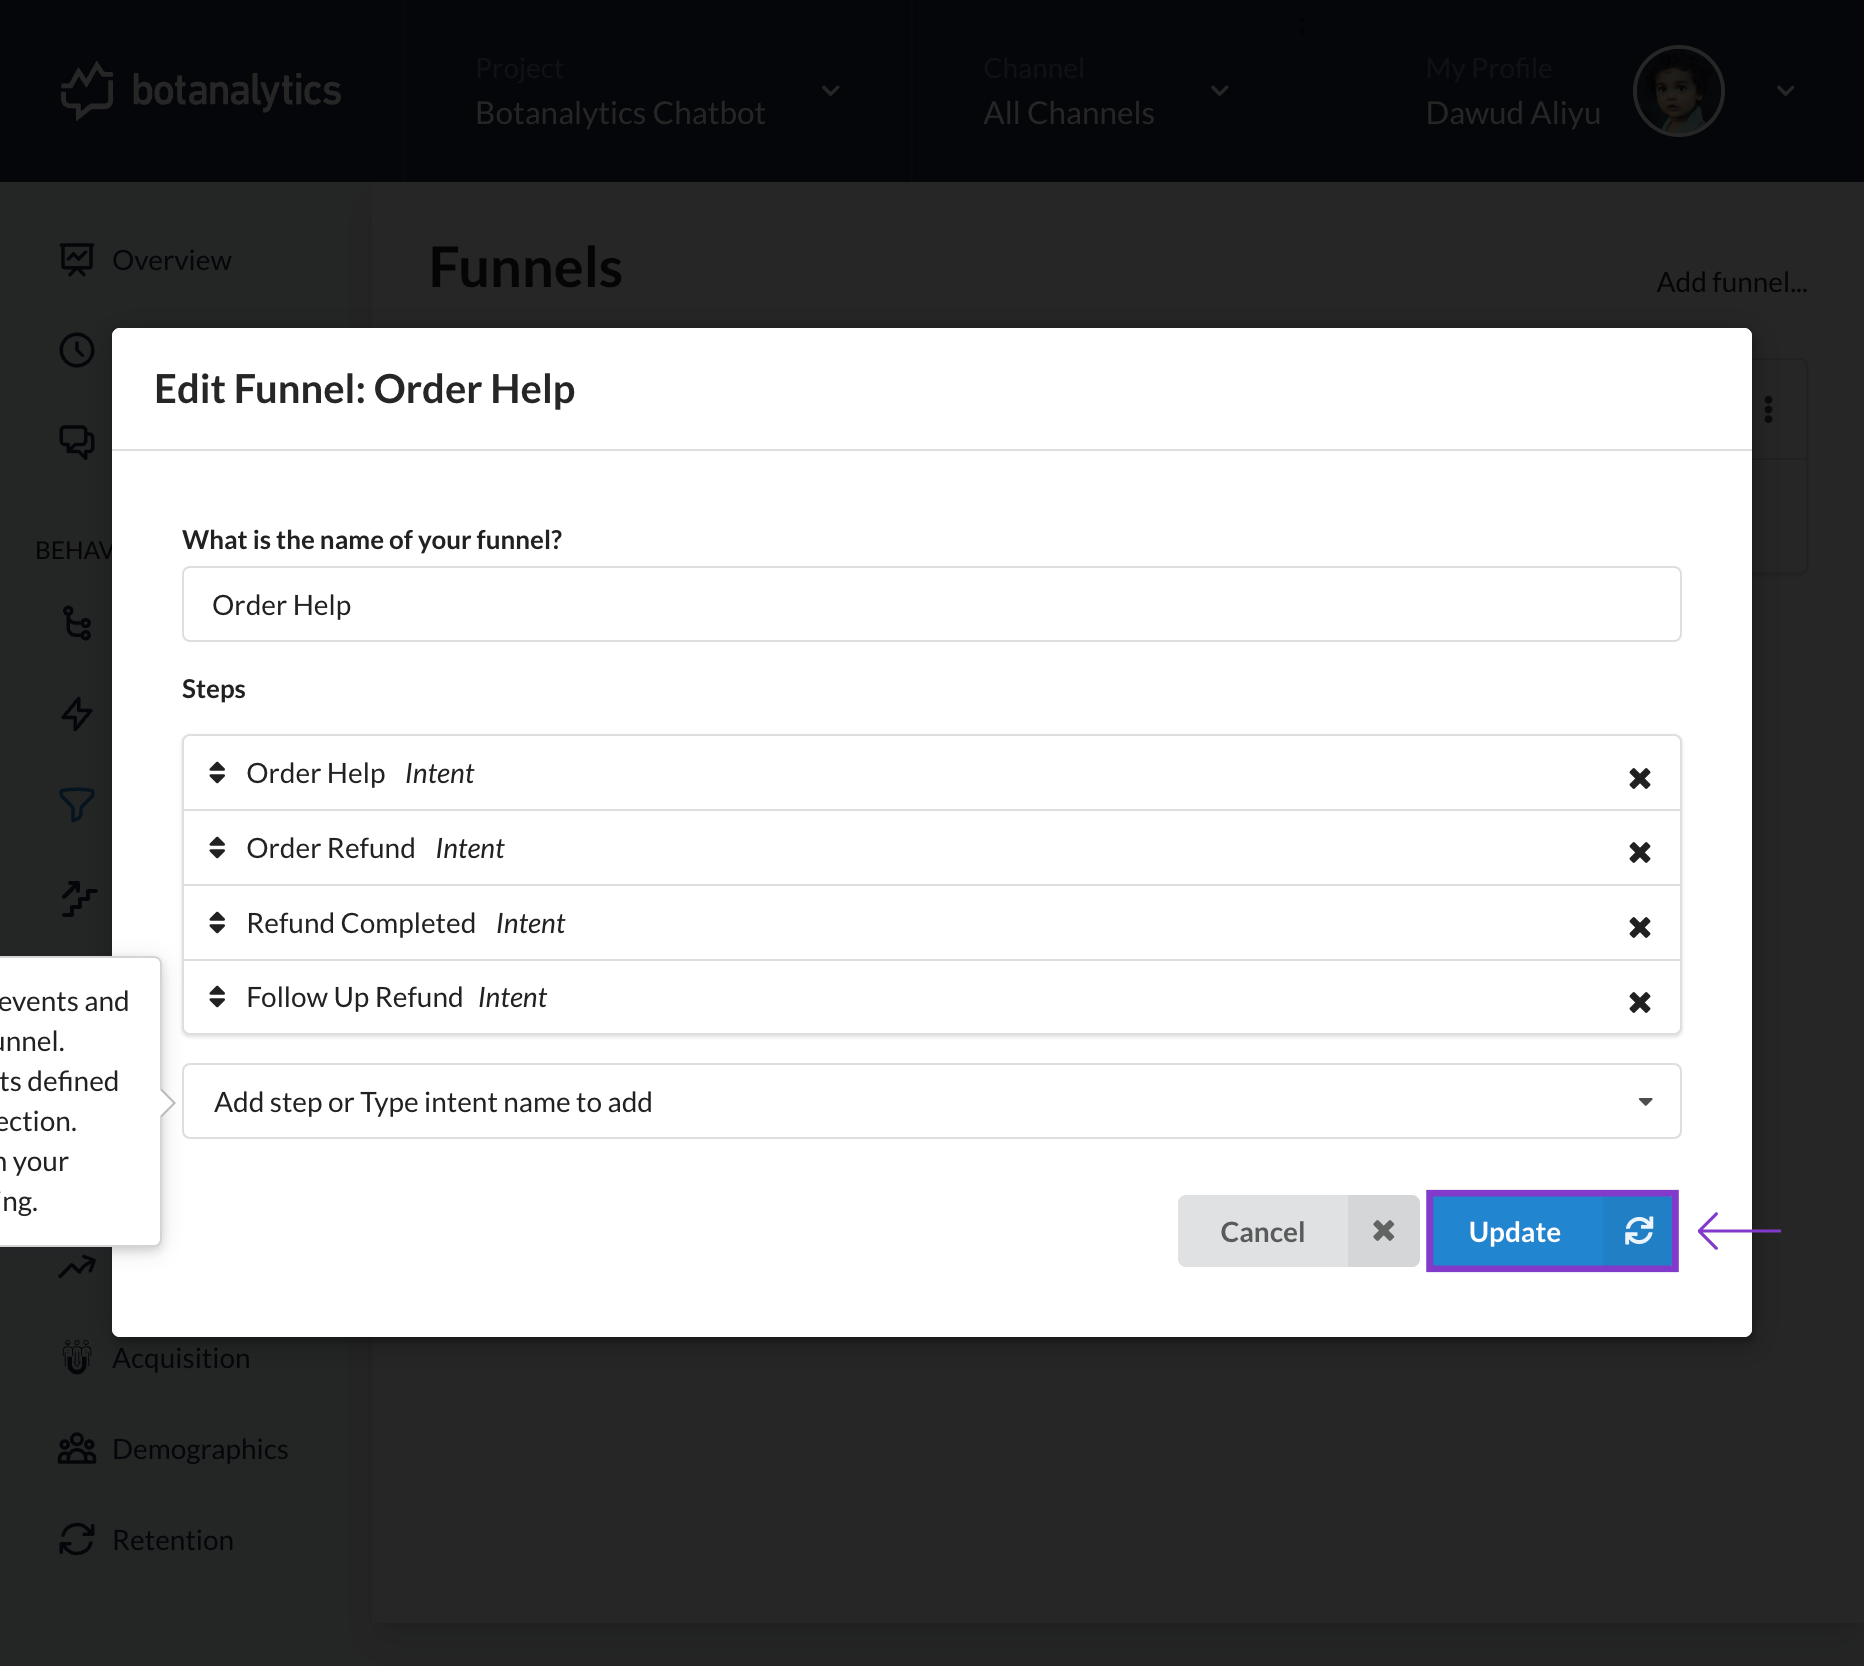 botanalytics
Project
Botanalytics Chatbot
Channel
All Channels
My Profile
Dawud Aliyu
Overview
Funnels
Add funnel...
BEHAV
Edit Funnel: Order Help
What is the name of your funnel?
Order Help
Steps
Order Help Intent
Order Refund Intent
Refund Completed Intent
Follow Up Refund Intent
events and
unnel.
ts defined
ection.
n your
ing.
Add step or Type intent name to add
Cancel
Update
Acquisition
Demographics
Retention